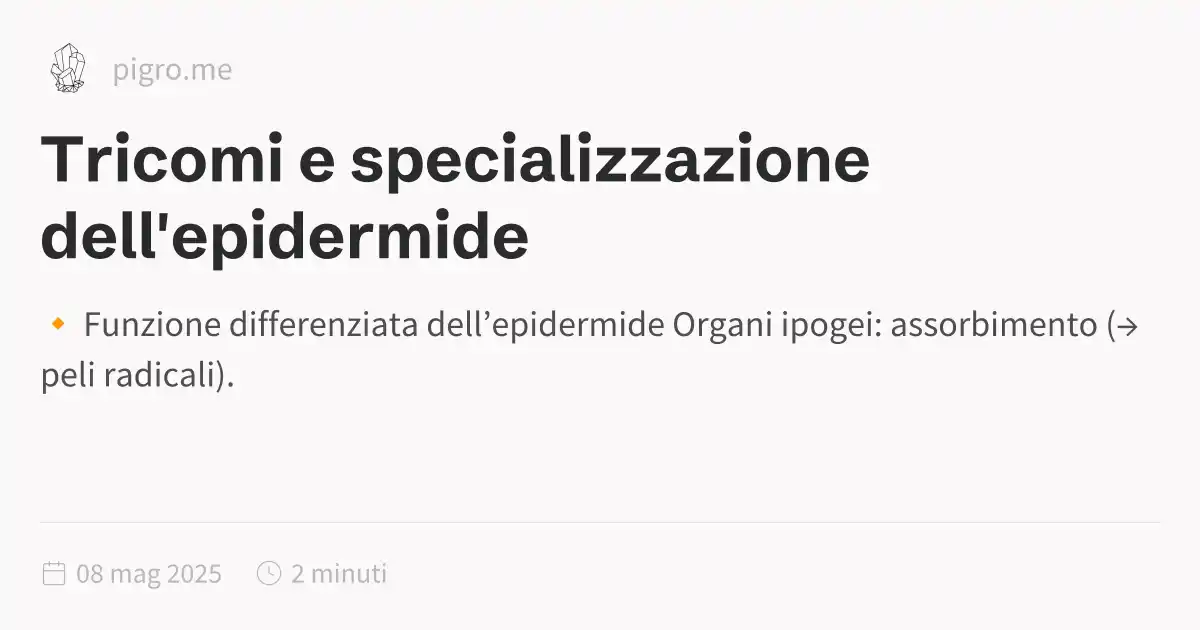 pigro.me
Tricomi e specializzazione
dell'epidermide
🔸 Funzione differenziata dell’epidermide Organi ipogei: assorbimento (→
peli radicali).
08 mag 2025 2 minuti